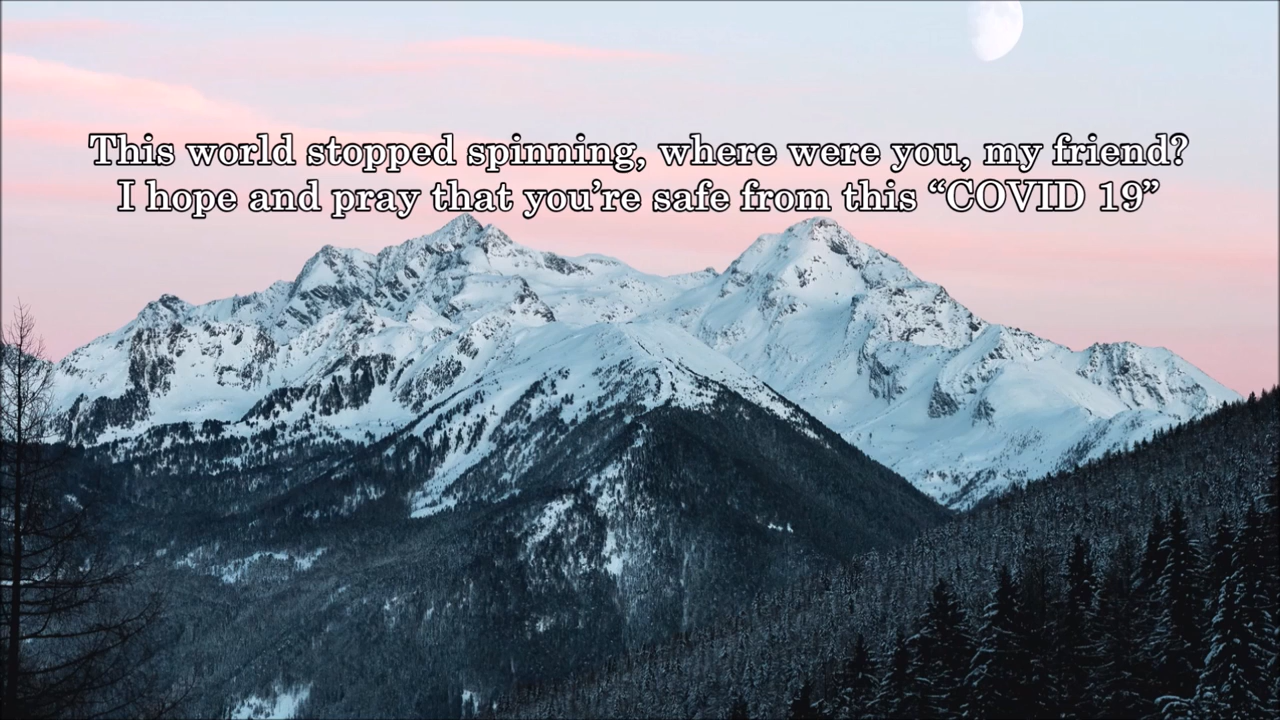 This world stopped spinning, where were you, my friend?
I hope and pray that you’re safe from this “COVID 19”